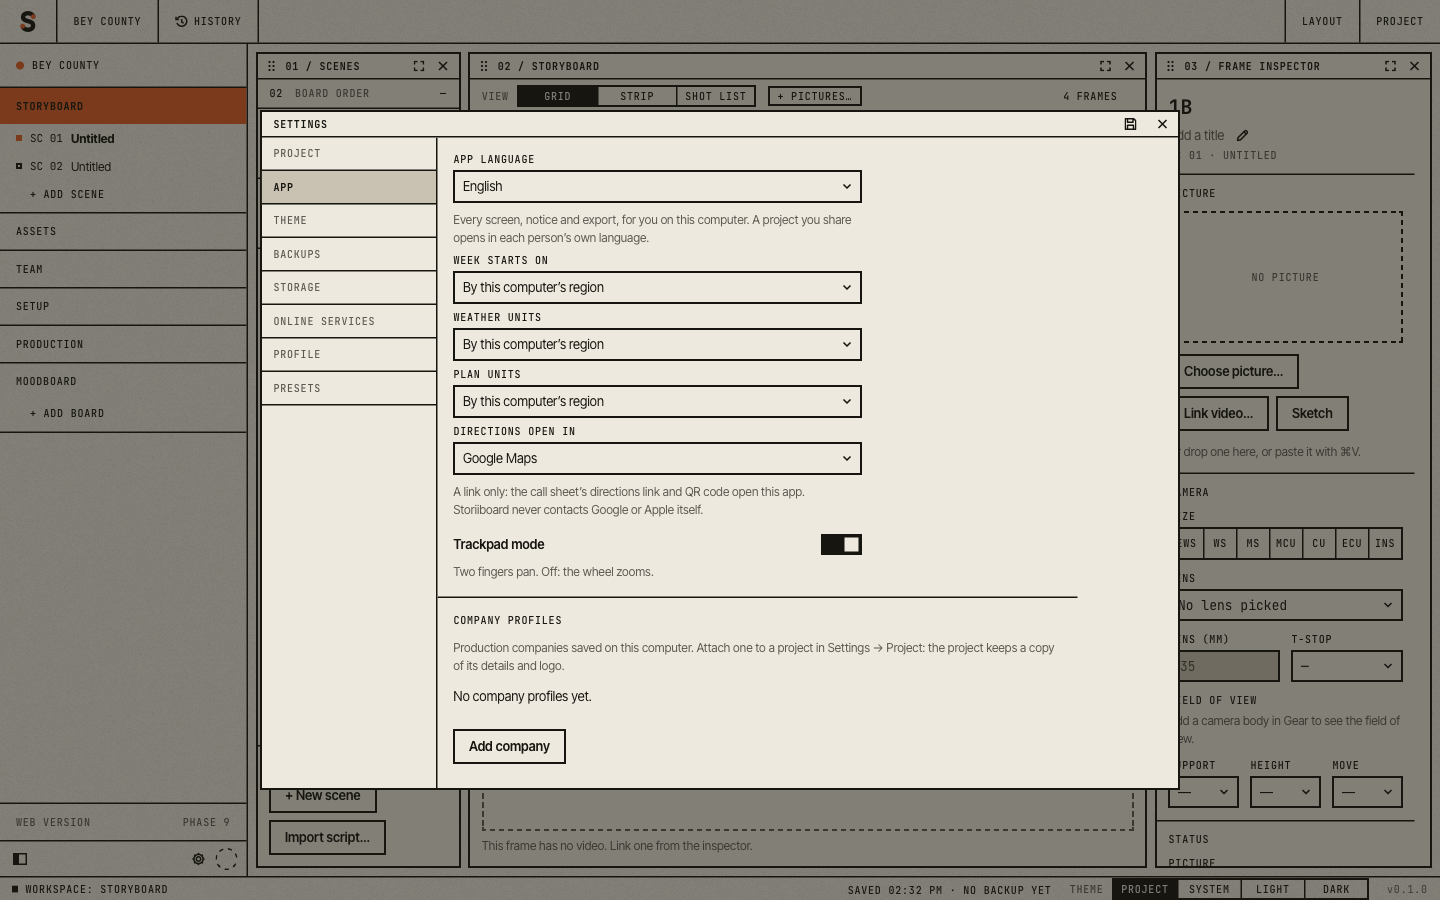 S
BEY COUNTY
HISTORY
LAYOUT
PROJECT
BEY COUNTY
STORYBOARD
SC 01 Untitled
SC 02 Untitled
+ ADD SCENE
ASSETS
TEAM
SETUP
PRODUCTION
MOODBOARD
+ ADD BOARD
WEB VERSION
PHASE 9
01 / SCENES
02 BOARD ORDER —
+ New scene
Import script…
02 / STORYBOARD
VIEW
GRID
STRIP
SHOT LIST
+ PICTURES…
4 FRAMES
This frame has no video. Link one from the inspector.
SETTINGS
PROJECT
APP
THEME
BACKUPS
STORAGE
ONLINE SERVICES
PROFILE
PRESETS
APP LANGUAGE
English
Every screen, notice and export, for you on this computer. A project you share
opens in each person’s own language.
WEEK STARTS ON
By this computer’s region
WEATHER UNITS
By this computer’s region
PLAN UNITS
By this computer’s region
DIRECTIONS OPEN IN
Google Maps
A link only: the call sheet’s directions link and QR code open this app.
Storiiboard never contacts Google or Apple itself.
Trackpad mode
Two fingers pan. Off: the wheel zooms.
COMPANY PROFILES
Production companies saved on this computer. Attach one to a project in Settings → Project: the project keeps a copy
of its details and logo.
No company profiles yet.
Add company
03 / FRAME INSPECTOR
1B
a title
01 · UNTITLED
NO PICTURE
Choose picture…
Link video…
Sketch
drop one here, or paste it with ⌘V.
WS
MS
MCU
CU
ECU
INS
No lens picked
(MM)
T-STOP
35
—
OF VIEW
a camera body in Gear to see the field of
HEIGHT
MOVE
—
—
—
STATUS
PICTURE
WORKSPACE: STORYBOARD
SAVED 02:32 PM · NO BACKUP YET
THEME
PROJECT
SYSTEM
LIGHT
DARK
v0.1.0